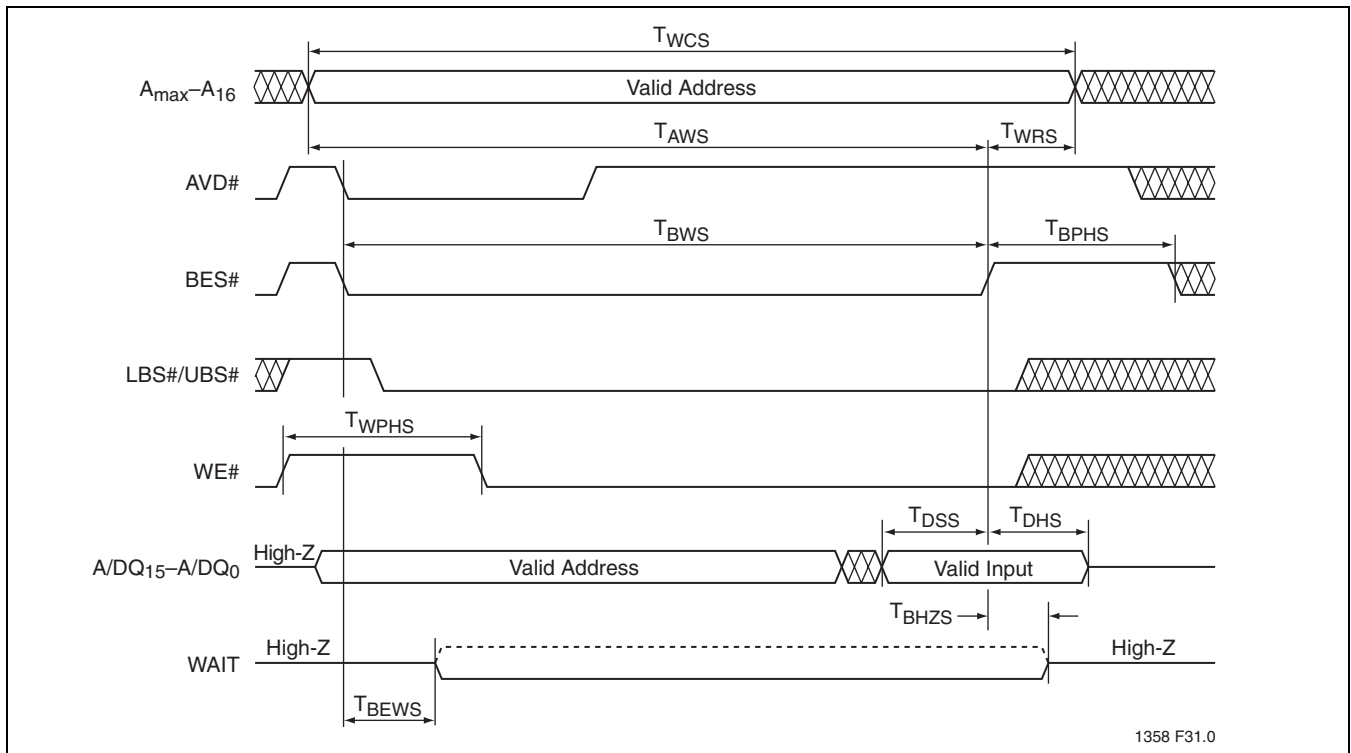 TWCS
Amax–A16
Valid Address
TAWS
TWRS
AVD#
TBWS
TBPHS
BES#
LBS#/UBS#
TWPHS
WE#
TDSS
TDHS
A/DQ15–A/DQ0
High-Z
Valid Address
Valid Input
TBHZS
WAIT
High-Z
High-Z
TBEWS
1358 F31.0